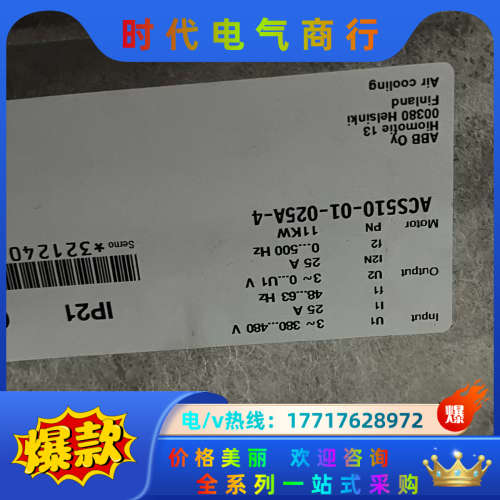 时代电气商行
Input U1 3~ 380...480 V
I1 25 A
f1 48...63 Hz
Output U2 3~ 0...U1 V
I2N 25 A
f2 0...500 Hz
Motor PN 11KW
ACS510-01-025A-4
IP21
Serno *321240
ABB Oy
Hiomotie 13
00380 Helsinki
Finland
Air cooling
电/v热线：17717628972
爆
爆款
价格美丽 欢迎咨询
全系列一站式采购